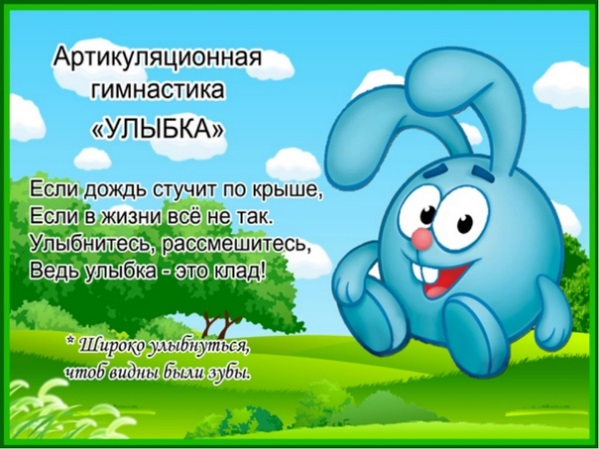 Артикуляционная
гимнастика
«УЛЫБКА»
Если дождь стучит по крыше,
Если в жизни всё не так.
Улыбнитесь, рассмешитесь,
Ведь улыбка - это клад!
* Широко улыбнуться,
чтоб видны были зубы.